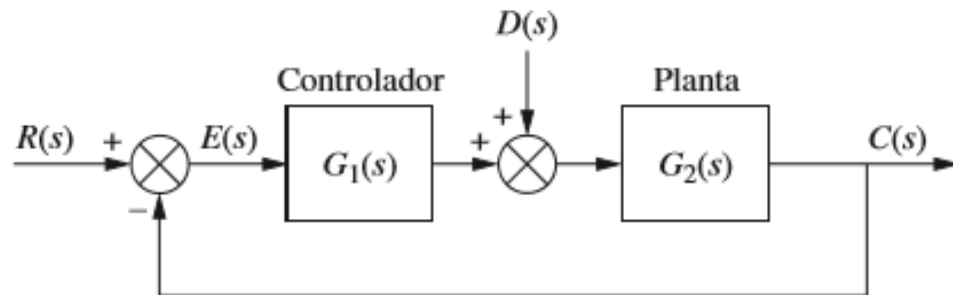 D(s)
Controlador
Planta
R(s)
+
E(s)
G₁(s)
+
+
G₂(s)
C(s)
−